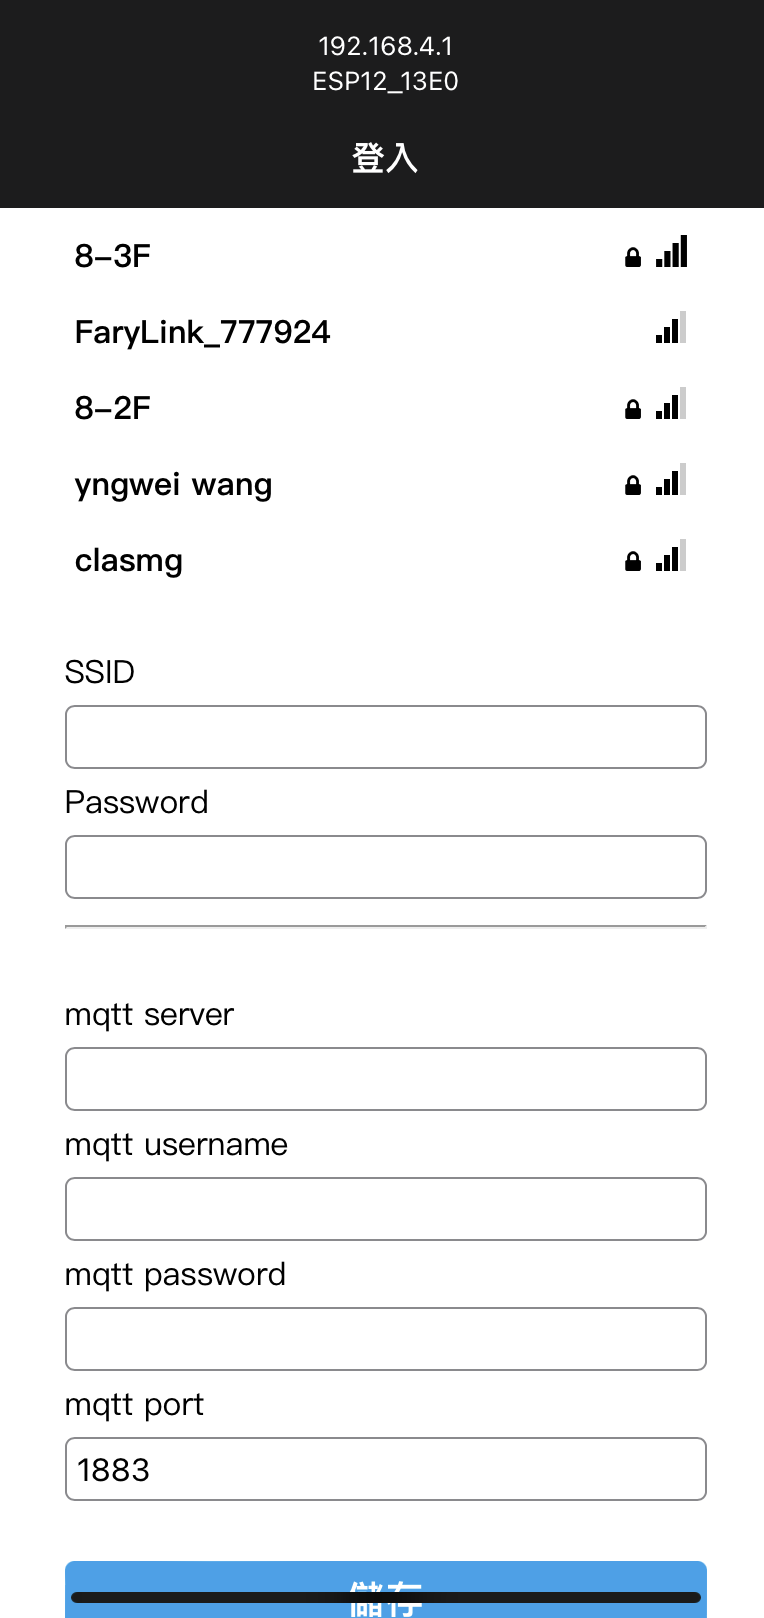 192.168.4.1
ESP12_13E0
登入
8-3F
FaryLink_777924
8-2F
yngwei wang
clasmg
SSID
Password
mqtt server
mqtt username
mqtt password
mqtt port
1883
儲存